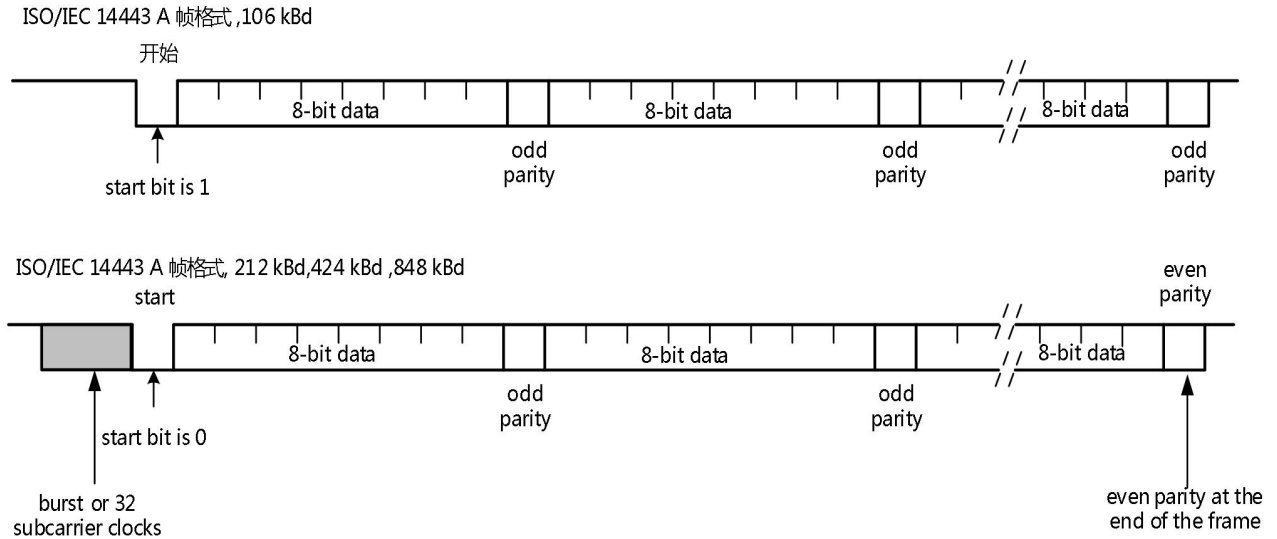 ISO/IEC 14443 A 帧格式 ,106 kBd
开始
8-bit data
8-bit data
8-bit data
odd
parity
odd
parity
odd
parity
start bit is 1
ISO/IEC 14443 A 帧格式, 212 kBd,424 kBd ,848 kBd
start
even
parity
8-bit data
8-bit data
8-bit data
odd
parity
odd
parity
start bit is 0
burst or 32
subcarrier clocks
even parity at the
end of the frame